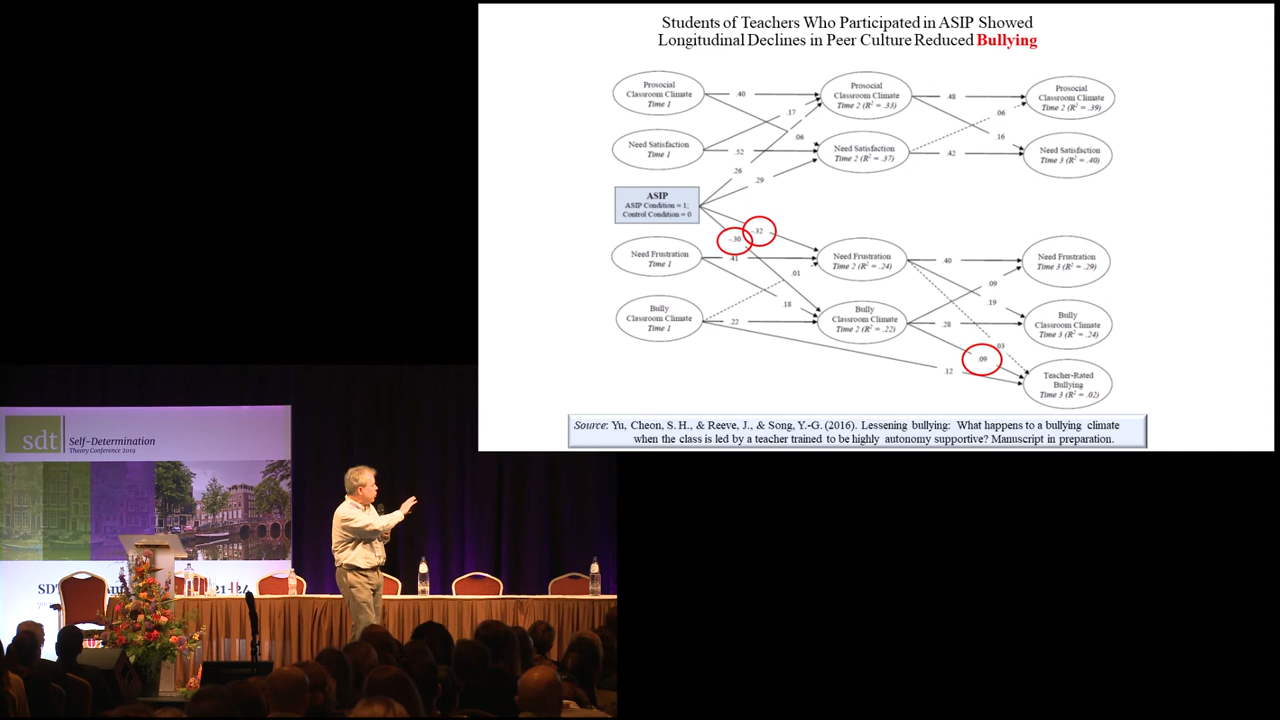 Students of Teachers Who Participated in ASIP Showed
Longitudinal Declines in Peer Culture Reduced Bullying
Prosocial
Classroom Climate
Time 1
Need Satisfaction
Time 1
ASIP
ASIP Condition = 1;
Control Condition = 0
Need Frustration
Time 1
Bully
Classroom Climate
Time 1
.40
.17
.06
.52
.26
.29
-.32
-.30
.41
.01
.18
.22
Prosocial
Classroom Climate
Time 2 (R² = .33)
Need Satisfaction
Time 2 (R² = .37)
Need Frustration
Time 2 (R² = .24)
Bully
Classroom Climate
Time 2 (R² = .22)
.48
.06
.16
.42
.40
.09
.19
.28
.03
.09
.12
Prosocial
Classroom Climate
Time 2 (R² = .39)
Need Satisfaction
Time 3 (R² = .40)
Need Frustration
Time 3 (R² = .29)
Bully
Classroom Climate
Time 3 (R² = .24)
Teacher-Rated
Bullying
Time 3 (R² = .02)
Source: Yu, Cheon, S. H., & Reeve, J., & Song, Y.-G. (2016). Lessening bullying: What happens to a bullying climate
when the class is led by a teacher trained to be highly autonomy supportive? Manuscript in preparation.
sdt
Self-Determination
Theory Conference 2019